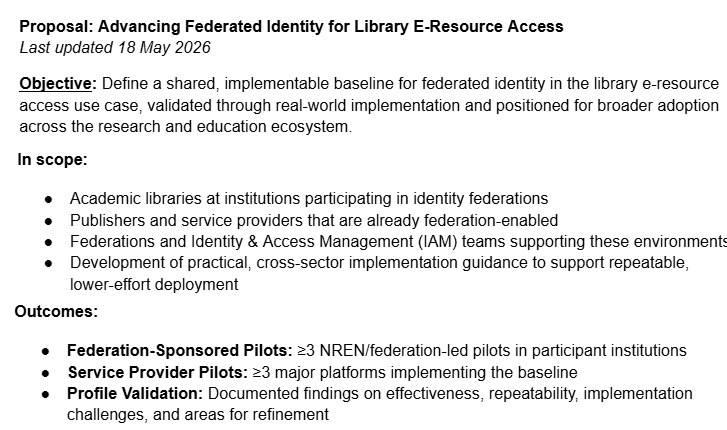 Proposal: Advancing Federated Identity for Library E-Resource Access
Last updated 18 May 2026
Objective: Define a shared, implementable baseline for federated identity in the library e-resource
access use case, validated through real-world implementation and positioned for broader adoption
across the research and education ecosystem.
In scope:
● Academic libraries at institutions participating in identity federations
● Publishers and service providers that are already federation-enabled
● Federations and Identity & Access Management (IAM) teams supporting these environments
● Development of practical, cross-sector implementation guidance to support repeatable,
lower-effort deployment
Outcomes:
● Federation-Sponsored Pilots: ≥3 NREN/federation-led pilots in participant institutions
● Service Provider Pilots: ≥3 major platforms implementing the baseline
● Profile Validation: Documented findings on effectiveness, repeatability, implementation
challenges, and areas for refinement